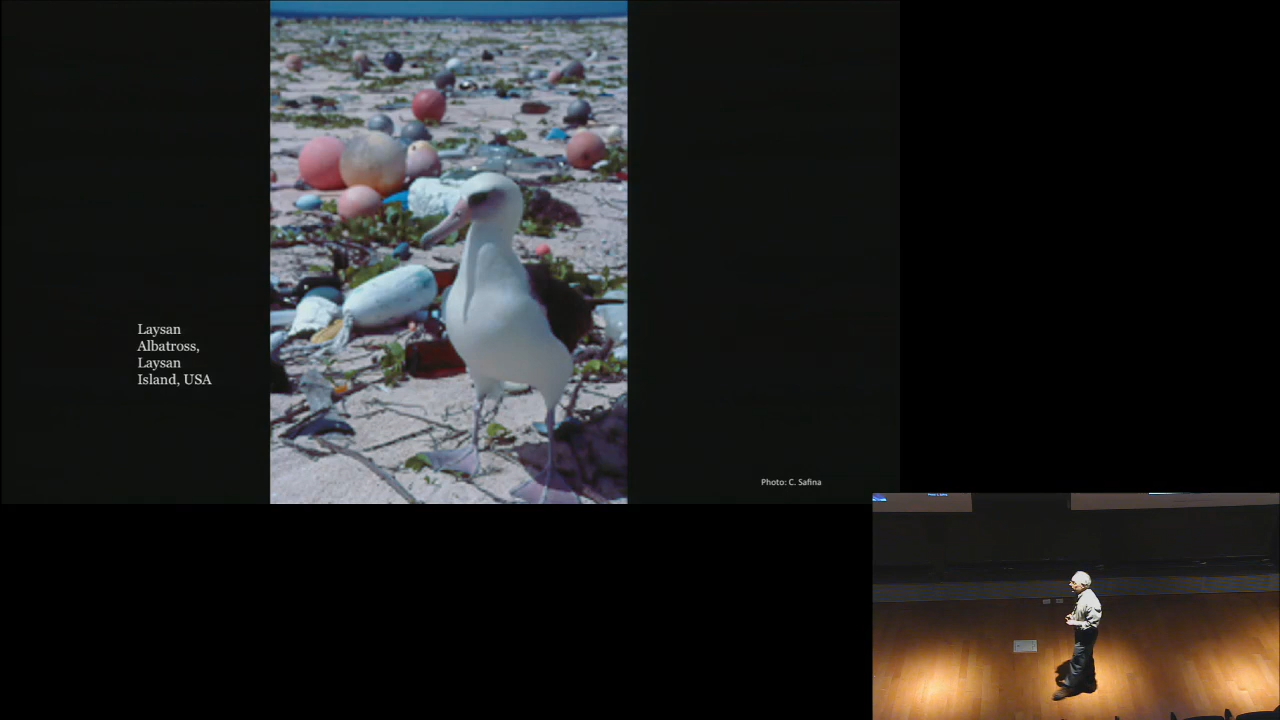 Laysan
Albatross,
Laysan
Island, USA
Photo: C. Safina